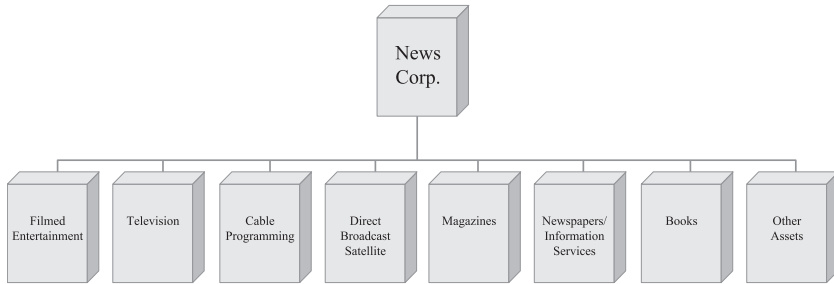 News
Corp.
Filmed
Entertainment
Television
Cable
Programming
Direct
Broadcast
Satellite
Magazines
Newspapers/
Information
Services
Books
Other
Assets